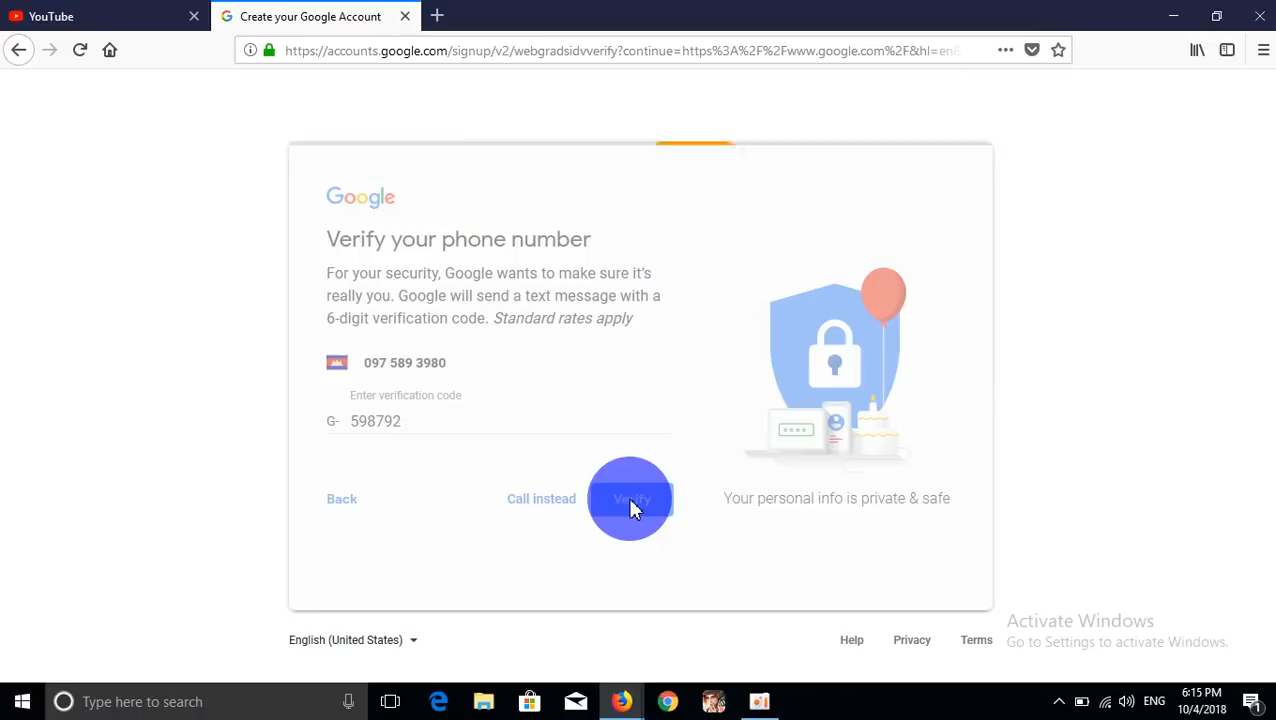 YouTube
Create your Google Account
https://accounts.google.com/signup/v2/webgradsidvverify?continue=https%3A%2F%2Fwww.google.com%2F&hl=en&
Google
Verify your phone number
For your security, Google wants to make sure it's
really you. Google will send a text message with a
6-digit verification code. Standard rates apply
097 589 3980
Enter verification code
G- 598792
Back
Call instead
Verify
Your personal info is private & safe
English (United States)
Help
Privacy
Terms
Activate Windows
Go to Settings to activate Windows.
Type here to search
ENG
6:15 PM
10/4/2018
1